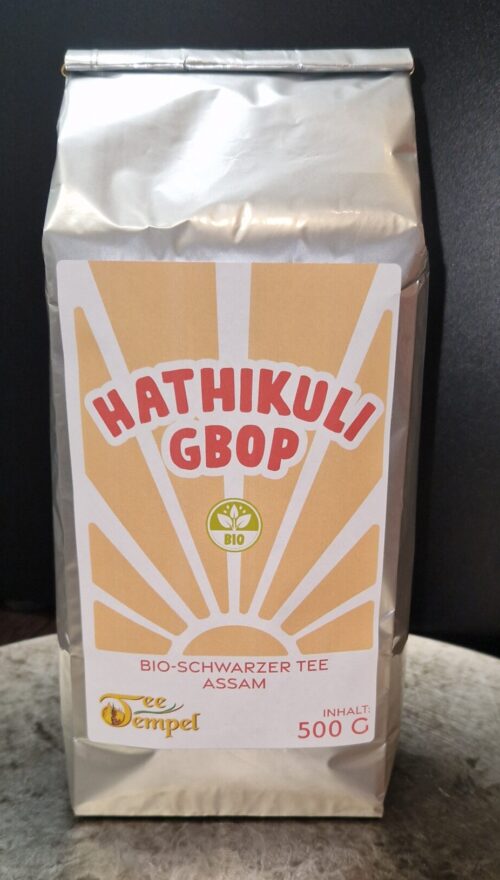 HATHIKULI
GBOP
BIO
BIO-SCHWARZER TEE
ASSAM
Tee
Tempel
INHALT:
500 G